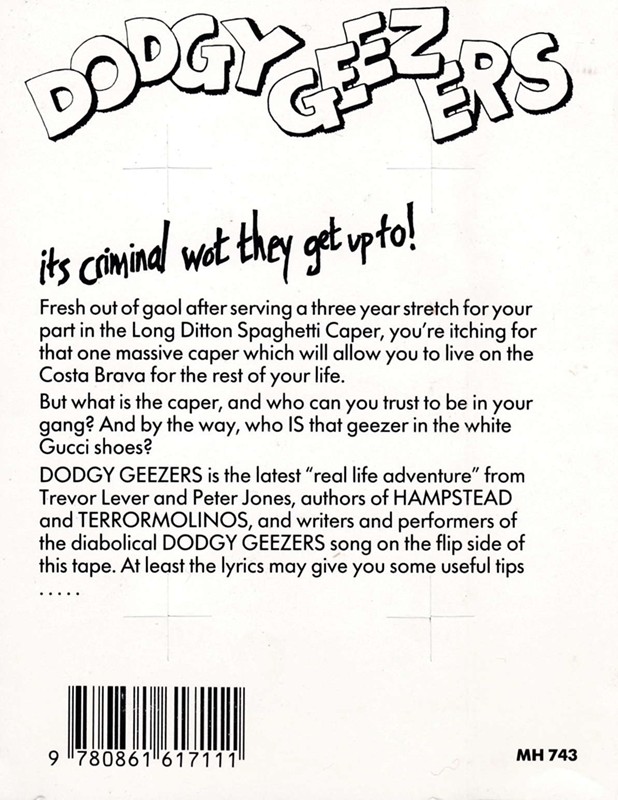 DODGY GEEZERS
its criminal wot they get up to!
Fresh out of gaol after serving a three year stretch for your
part in the Long Ditton Spaghetti Caper, you're itching for
that one massive caper which will allow you to live on the
Costa Brava for the rest of your life.
But what is the caper, and who can you trust to be in your
gang? And by the way, who IS that geezer in the white
Gucci shoes?
DODGY GEEZERS is the latest “real life adventure” from
Trevor Lever and Peter Jones, authors of HAMPSTEAD
and TERRORMOLINOS, and writers and performers of
the diabolical DODGY GEEZERS song on the flip side of
this tape. At least the lyrics may give you some useful tips
.....
9 780861 617111
MH 743